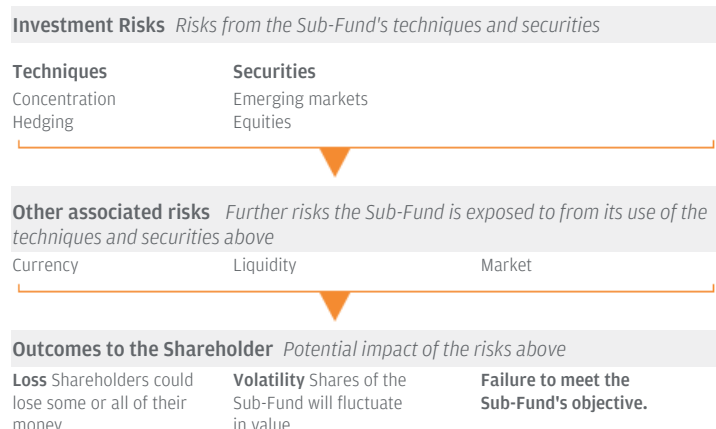 Investment Risks Risks from the Sub-Fund's techniques and securities
Techniques Securities
Concentration Emerging markets
Hedging Equities
Other associated risks Further risks the Sub-Fund is exposed to from its use of the
techniques and securities above
Currency Liquidity Market
Outcomes to the Shareholder Potential impact of the risks above
Loss Shareholders could Volatility Shares of the Failure to meet the
lose some or all of their Sub-Fund will fluctuate Sub-Fund's objective.
money in value